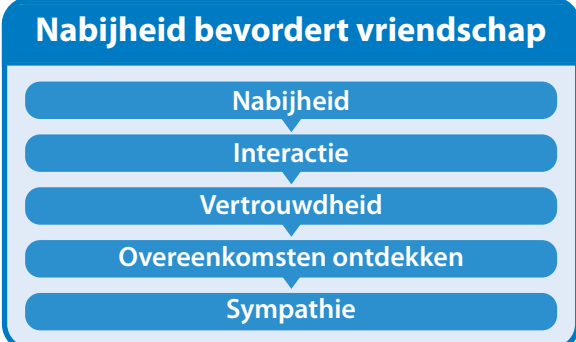 Nabijheid bevordert vriendschap
Nabijheid
Interactie
Vertrouwdheid
Overeenkomsten ontdekken
Sympathie